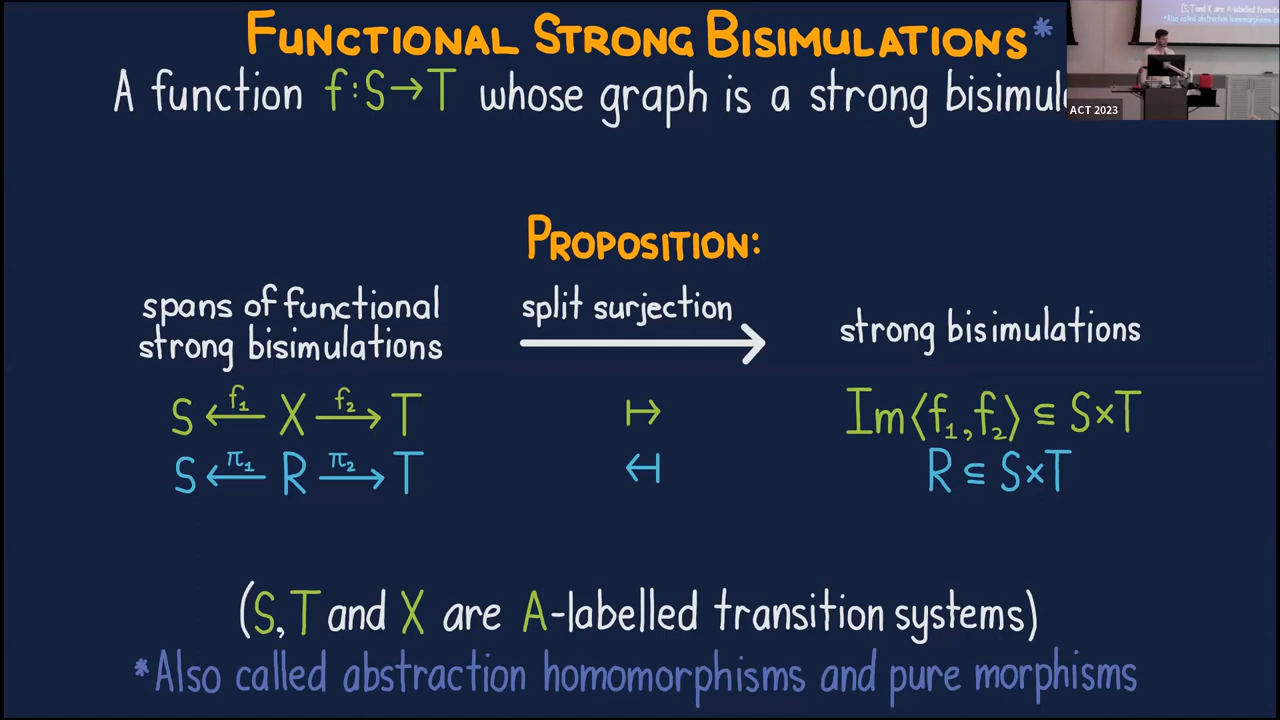 FUNCTIONAL STRONG BISIMULATIONS*
A function f:S→T whose graph is a strong bisimul
ACT 2023
PROPOSITION:
spans of functional strong bisimulations
split surjection
strong bisimulations
S ←f₁ X f₂→ T ↦ Im⟨f₁,f₂⟩ ⊆ S×T
S ←π₁ R π₂→ T ↤ R ⊆ S×T
(S,T and X are A-labelled transition systems)
*Also called abstraction homomorphisms and pure morphisms